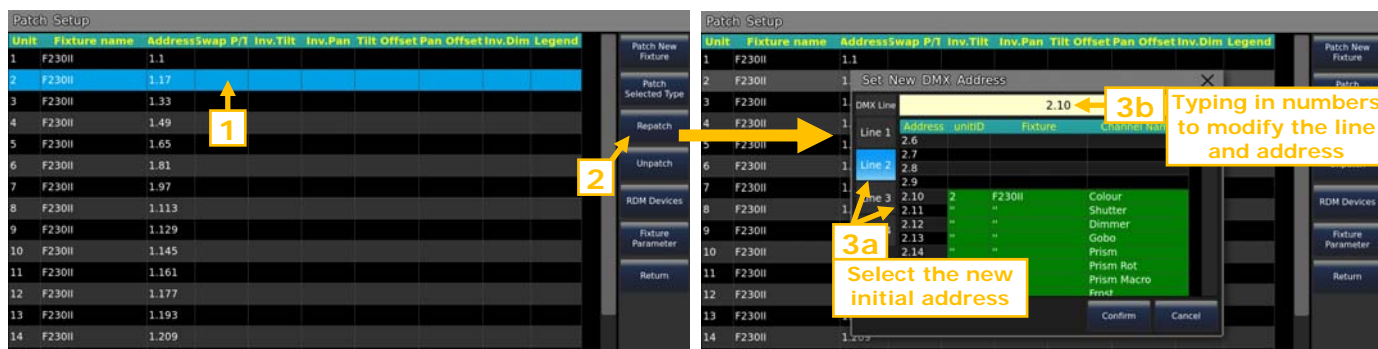 Patch Setup
Unit Fixture name Address Swap P/T Inv.Tilt Inv.Pan Tilt Offset Pan Offset Inv.Dim Legend
1 F230II 1.1
2 F230II 1.17
3 F230II 1.33
4 F230II 1.49
5 F230II 1.65
6 F230II 1.81
7 F230II 1.97
8 F230II 1.113
9 F230II 1.129
10 F230II 1.145
11 F230II 1.161
12 F230II 1.177
13 F230II 1.193
14 F230II 1.209
Patch New
Fixture
Patch
Selected Type
Repatch
Unpatch
RDM Devices
Fixture
Parameter
Return
1
2
Patch Setup
Unit Fixture name Address Swap P/T Inv.Tilt Inv.Pan Tilt Offset Pan Offset Inv.Dim Legend
1 F230II 1.1
2 F230II
3 F230II
4 F230II
5 F230II
6 F230II
7 F230II
8 F230II
9 F230II
10 F230II
11 F230II
12 F230II
13 F230II
14 F230II 1.209
Set New DMX Address
DMX Line 2.10
Line 1
Line 2
Line 3
Address unitID Fixture
2.6
2.7
2.8
2.9
2.10 2 F230II Colour
2.11 " " Shutter
2.12 " " Dimmer
2.13 " " Gobo
2.14 " " Prism
Prism Rot
Prism Macro
Frost
Confirm Cancel
3b Typing in numbers
to modify the line
and address
3a
Select the new
initial address
Patch New
Fixture
Patch
RDM Devices
Fixture
Parameter
Return